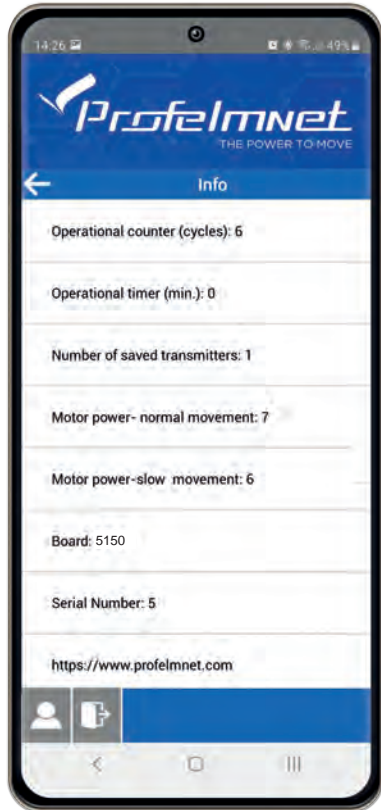 14:26 49%
Profelmnet
THE POWER TO MOVE
Info
Operational counter (cycles): 6
Operational timer (min.): 0
Number of saved transmitters: 1
Motor power- normal movement: 7
Motor power-slow movement: 6
Board: 5150
Serial Number: 5
https://www.profelmnet.com